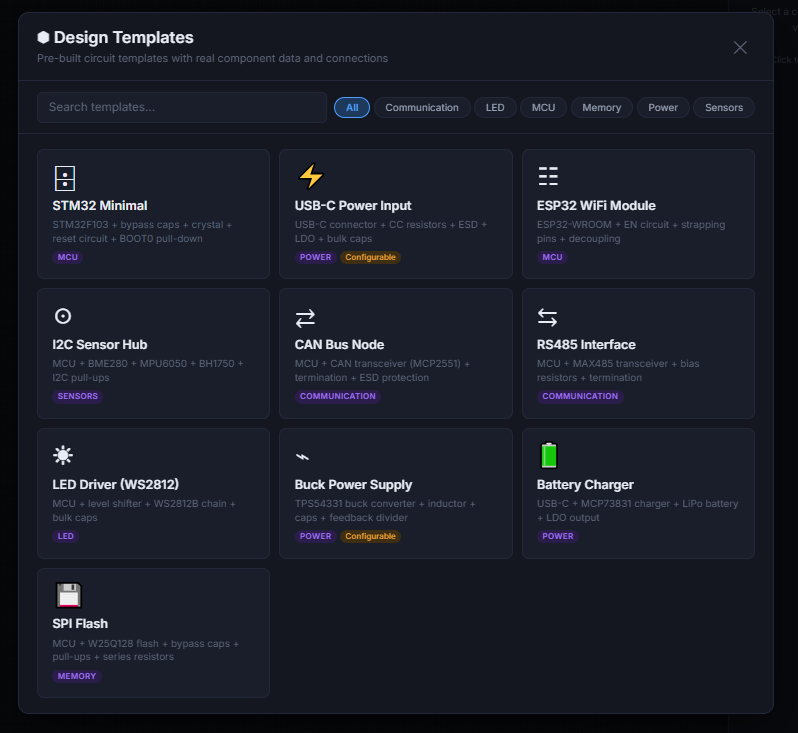 Select a c
Design Templates
Pre-built circuit templates with real component data and connections
Click to
Search templates...
All
Communication
LED
MCU
Memory
Power
Sensors
STM32 Minimal
STM32F103 + bypass caps + crystal +
reset circuit + BOOT0 pull-down
MCU
USB-C Power Input
USB-C connector + CC resistors + ESD +
LDO + bulk caps
POWER
Configurable
ESP32 WiFi Module
ESP32-WROOM + EN circuit + strapping
pins + decoupling
MCU
I2C Sensor Hub
MCU + BME280 + MPU6050 + BH1750 +
I2C pull-ups
SENSORS
CAN Bus Node
MCU + CAN transceiver (MCP2551) +
termination + ESD protection
COMMUNICATION
RS485 Interface
MCU + MAX485 transceiver + bias
resistors + termination
COMMUNICATION
LED Driver (WS2812)
MCU + level shifter + WS2812B chain +
bulk caps
LED
Buck Power Supply
TPS54331 buck converter + inductor +
caps + feedback divider
POWER
Configurable
Battery Charger
USB-C + MCP73831 charger + LiPo battery
+ LDO output
POWER
SPI Flash
MCU + W25Q128 flash + bypass caps +
pull-ups + series resistors
MEMORY